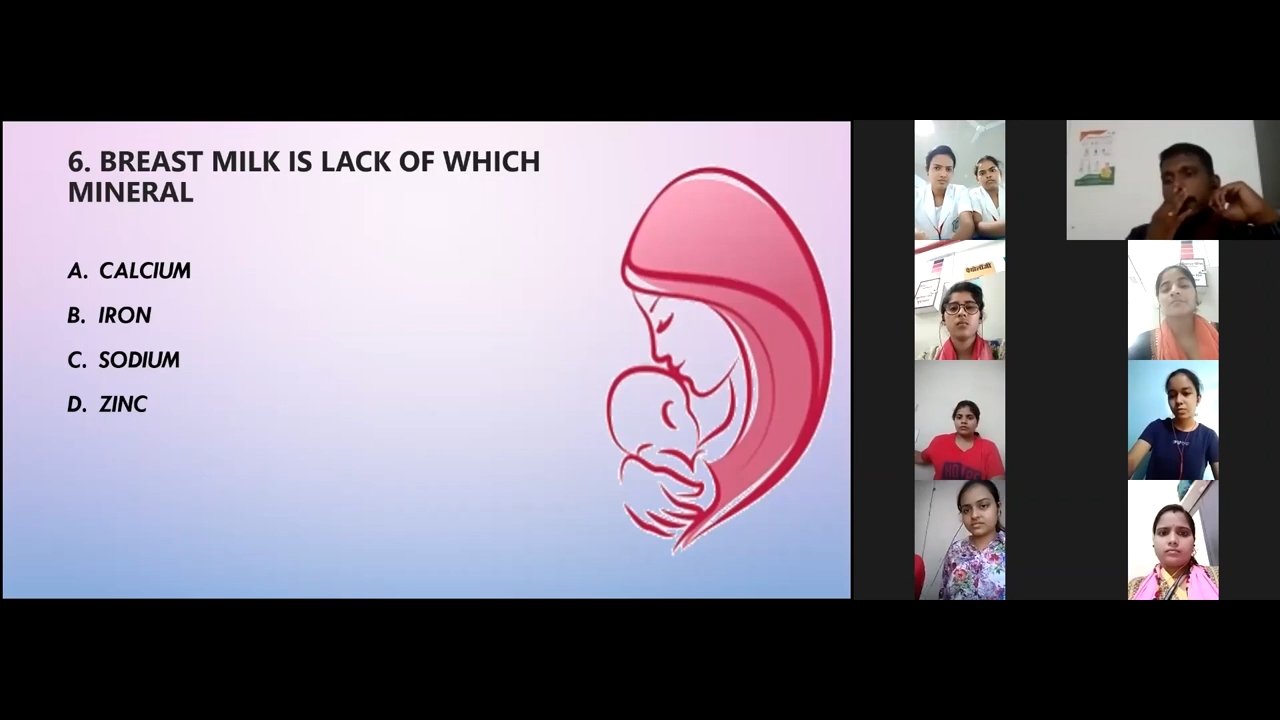 6. BREAST MILK IS LACK OF WHICH
MINERAL
A. CALCIUM
B. IRON
C. SODIUM
D. ZINC
पैथोलॉजी